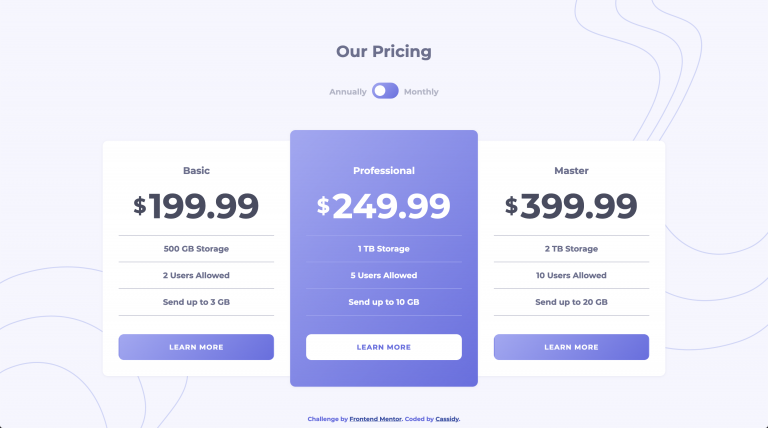 Our Pricing
Annually Monthly
Basic
$199.99
500 GB Storage
2 Users Allowed
Send up to 3 GB
LEARN MORE
Professional
$249.99
1 TB Storage
5 Users Allowed
Send up to 10 GB
LEARN MORE
Master
$399.99
2 TB Storage
10 Users Allowed
Send up to 20 GB
LEARN MORE
Challenge by Frontend Mentor. Coded by Cassidy.